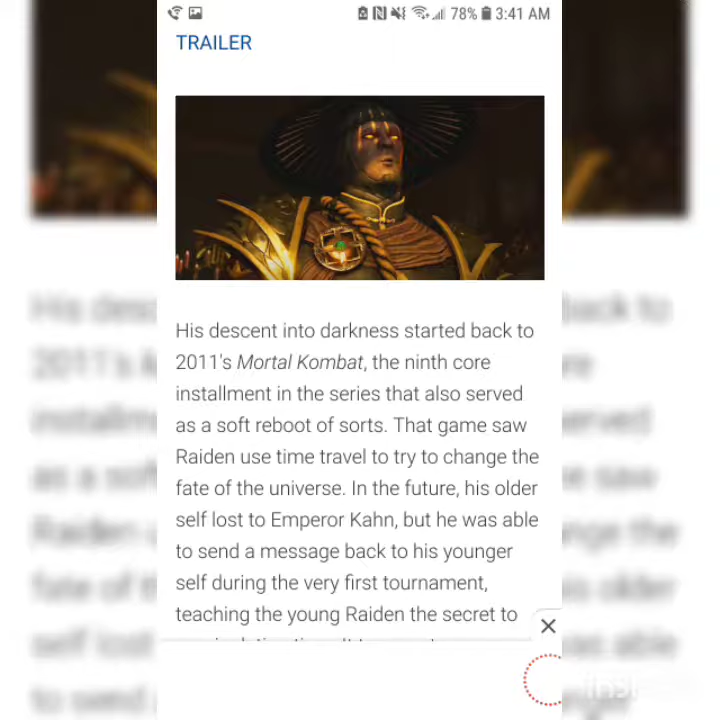 78% 3:41 AM
TRAILER
His descent into darkness started back to
2011's Mortal Kombat, the ninth core
installment in the series that also served
as a soft reboot of sorts. That game saw
Raiden use time travel to try to change the
fate of the universe. In the future, his older
self lost to Emperor Kahn, but he was able
to send a message back to his younger
self during the very first tournament,
teaching the young Raiden the secret to